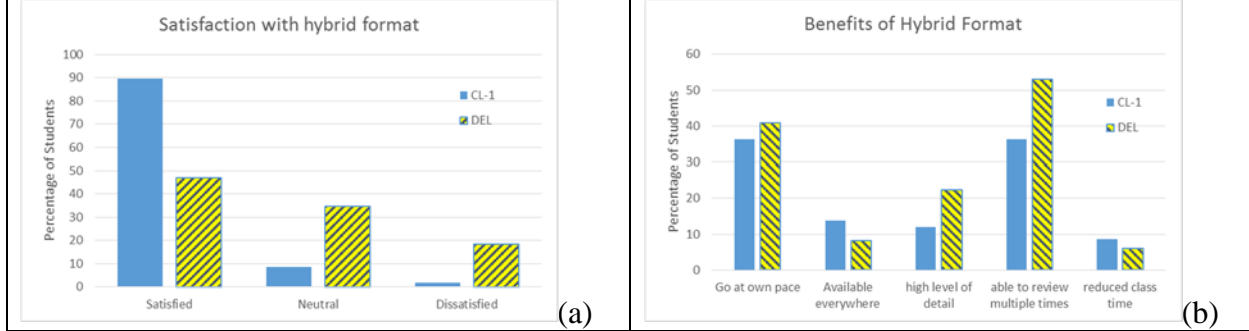 Satisfaction with hybrid format
Percentage of Students
100
90
80
70
60
50
40
30
20
10
0
CL-1
DEL
Satisfied Neutral Dissatisfied
(a)
Benefits of Hybrid Format
Percentage of Students
60
50
40
30
20
10
0
CL-1
DEL
Go at own pace
Available
everywhere
high level of
detail
able to review
multiple times
reduced class
time
(b)